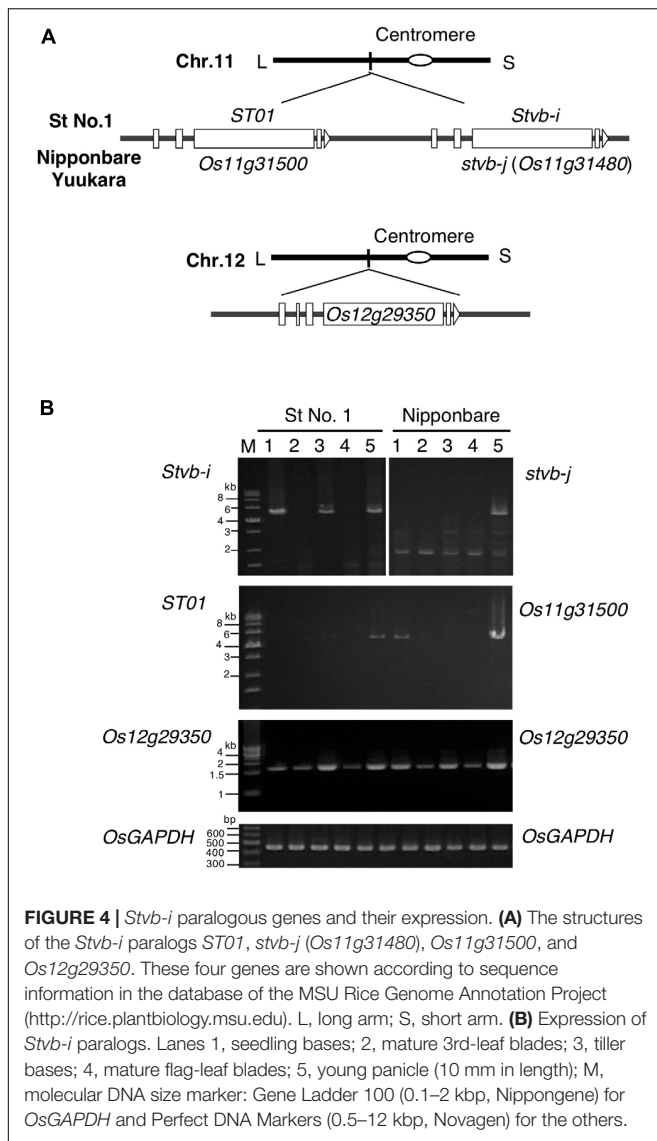 A
Centromere
Chr.11 L S
St No.1 ST01 Stvb-i
Nipponbare Os11g31500 stvb-j (Os11g31480)
Yuukara
Centromere
Chr.12 L S
Os12g29350
B
St No. 1 Nipponbare
M 1 2 3 4 5 1 2 3 4 5
Stvb-i stvb-j
kb
8
6
4
3
2
ST01 Os11g31500
kb
8
6
4
3
2
Os12g29350 Os12g29350
kb
4
2
1.5
1
bp
OsGAPDH OsGAPDH
600
500
400
300
FIGURE 4 | Stvb-i paralogous genes and their expression. (A) The structures
of the Stvb-i paralogs ST01, stvb-j (Os11g31480), Os11g31500, and
Os12g29350. These four genes are shown according to sequence
information in the database of the MSU Rice Genome Annotation Project
(http://rice.plantbiology.msu.edu). L, long arm; S, short arm. (B) Expression of
Stvb-i paralogs. Lanes 1, seedling bases; 2, mature 3rd-leaf blades; 3, tiller
bases; 4, mature flag-leaf blades; 5, young panicle (10 mm in length); M,
molecular DNA size marker: Gene Ladder 100 (0.1–2 kbp, Nippongene) for
OsGAPDH and Perfect DNA Markers (0.5–12 kbp, Novagen) for the others.